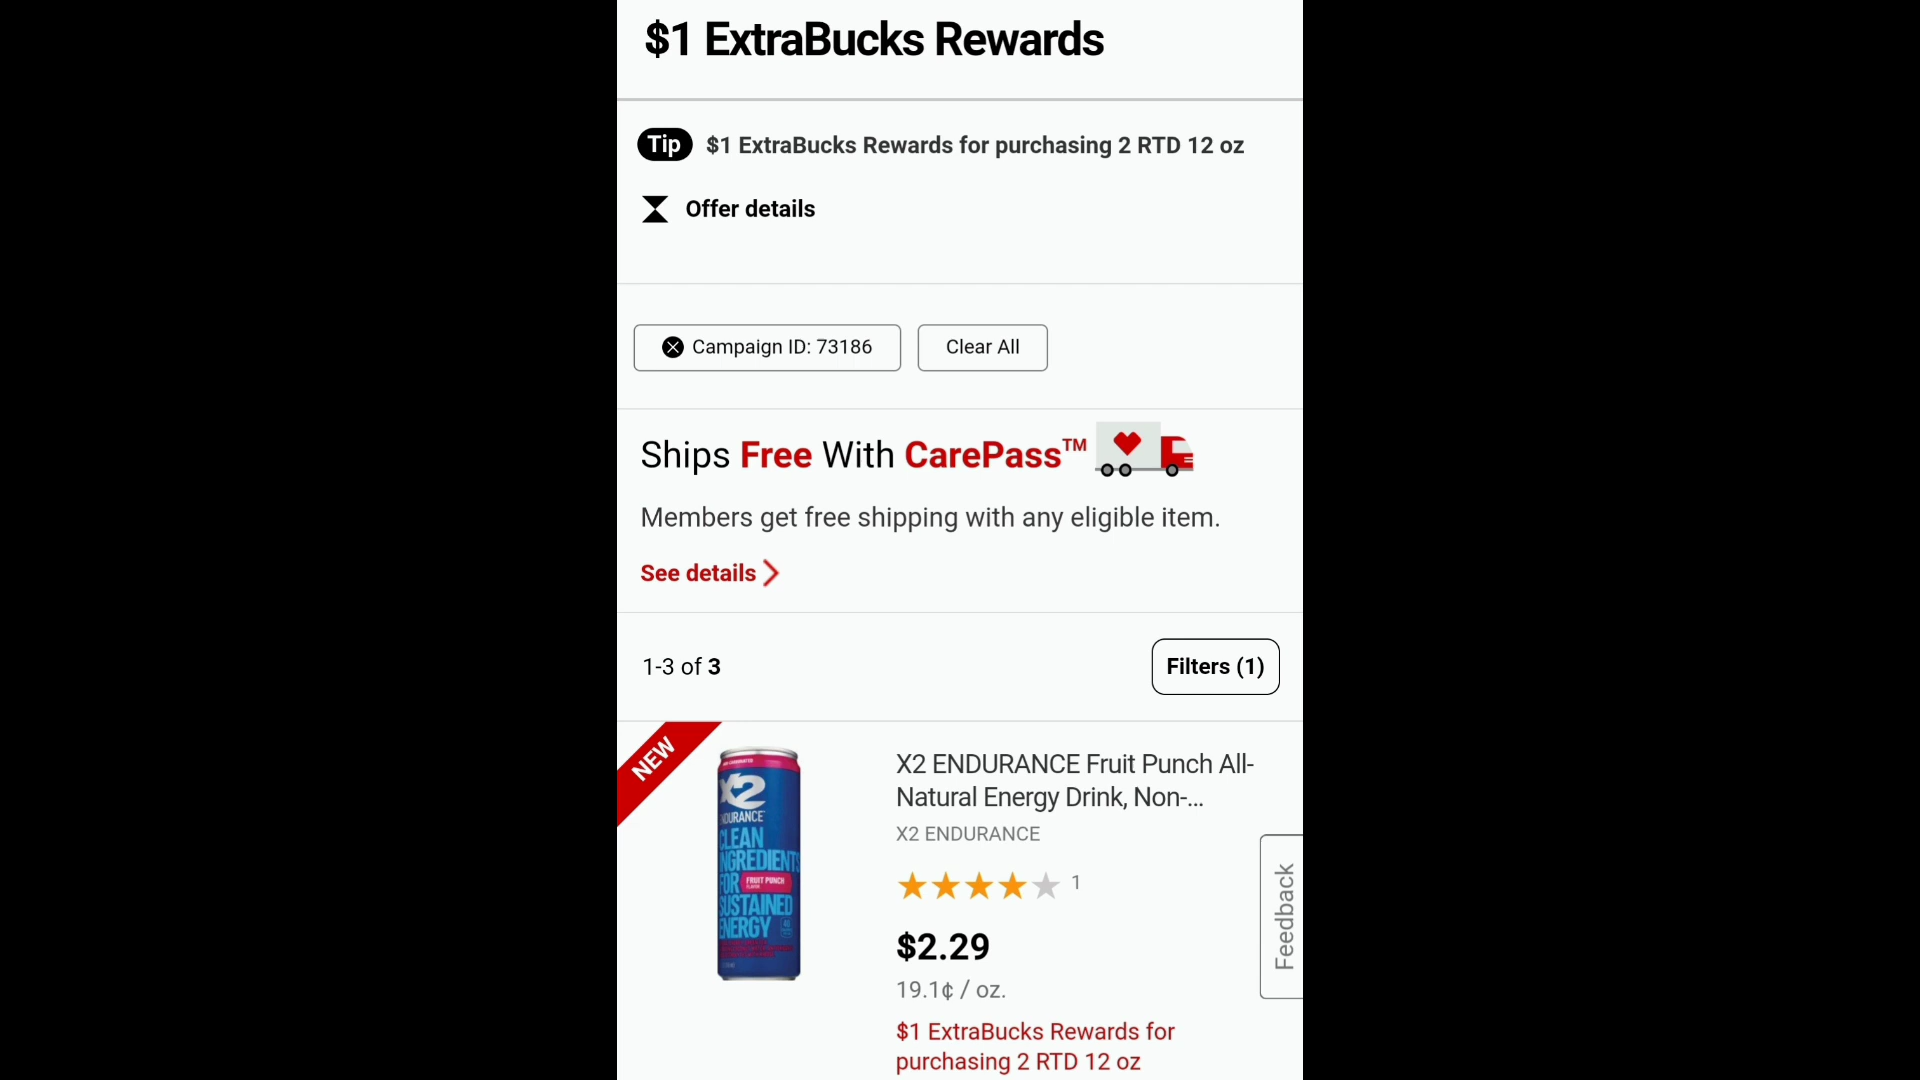 $1 ExtraBucks Rewards
Tip $1 ExtraBucks Rewards for purchasing 2 RTD 12 oz
Offer details
Campaign ID: 73186 Clear All
Ships Free With CarePass™
Members get free shipping with any eligible item.
See details
1-3 of 3 Filters (1)
NEW
X2
ENDURANCE
CLEAN
INGREDIENTS
FOR
FRUIT PUNCH
SUSTAINED
ENERGY
X2 ENDURANCE Fruit Punch All-
Natural Energy Drink, Non-...
X2 ENDURANCE
1
$2.29
19.1¢ / oz.
$1 ExtraBucks Rewards for
purchasing 2 RTD 12 oz
Feedback